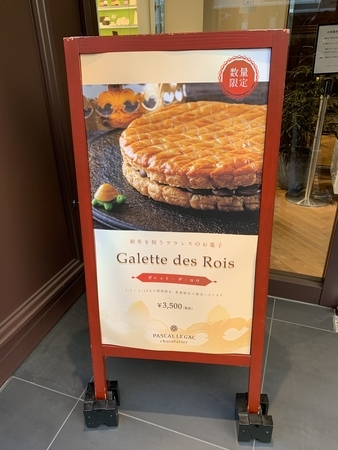 数量
限定
新年を祝うフランスのお菓子
Galette des Rois
ガレット・デ・ロワ
¥3,500
PASCAL LE GAC
chocolatier